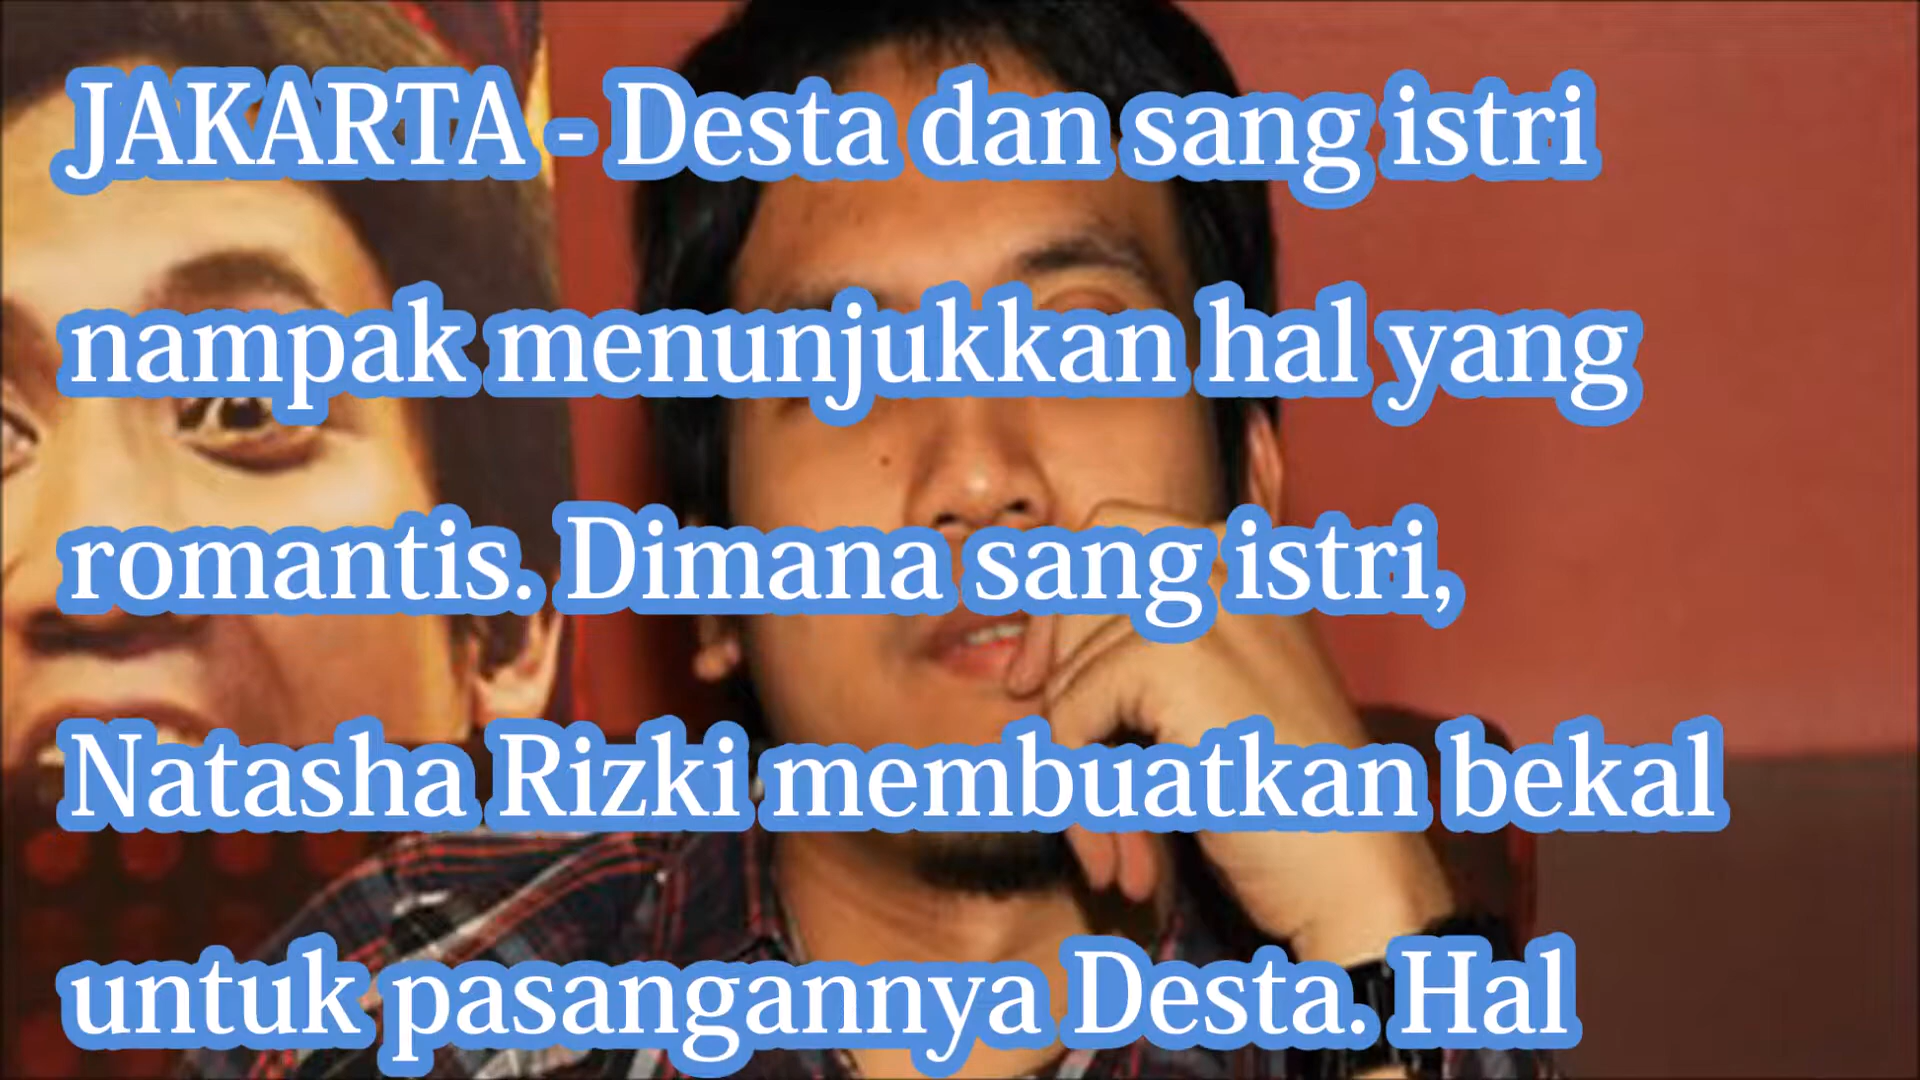 JAKARTA - Desta dan sang istri
nampak menunjukkan hal yang
romantis. Dimana sang istri,
Natasha Rizki membuatkan bekal
untuk pasangannya Desta. Hal